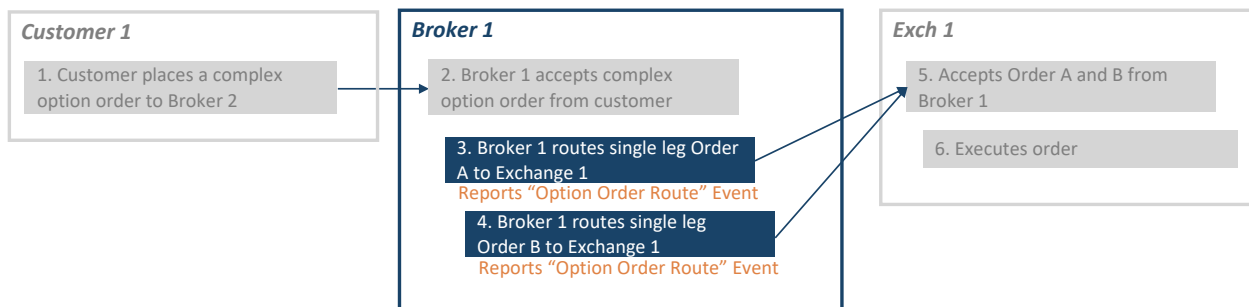 Customer 1
1. Customer places a complex
option order to Broker 2
Broker 1
2. Broker 1 accepts complex
option order from customer
3. Broker 1 routes single leg Order
A to Exchange 1
Reports “Option Order Route” Event
4. Broker 1 routes single leg
Order B to Exchange 1
Reports “Option Order Route” Event
Exch 1
5. Accepts Order A and B from
Broker 1
6. Executes order